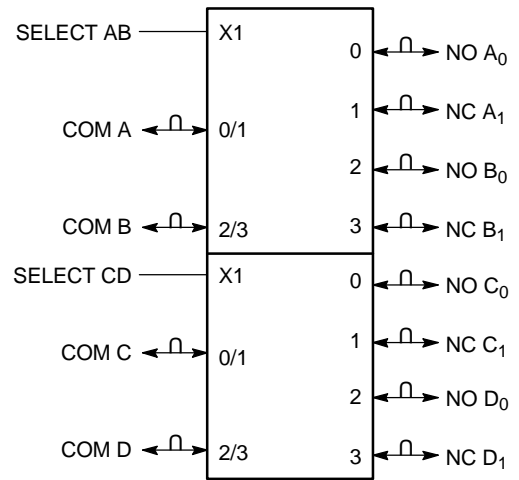 SELECT AB X1
0 NO A0
1 NC A1
COM A 0/1
2 NO B0
COM B 2/3 3 NC B1
SELECT CD X1
0 NO C0
1 NC C1
COM C 0/1
2 NO D0
COM D 2/3 3 NC D1